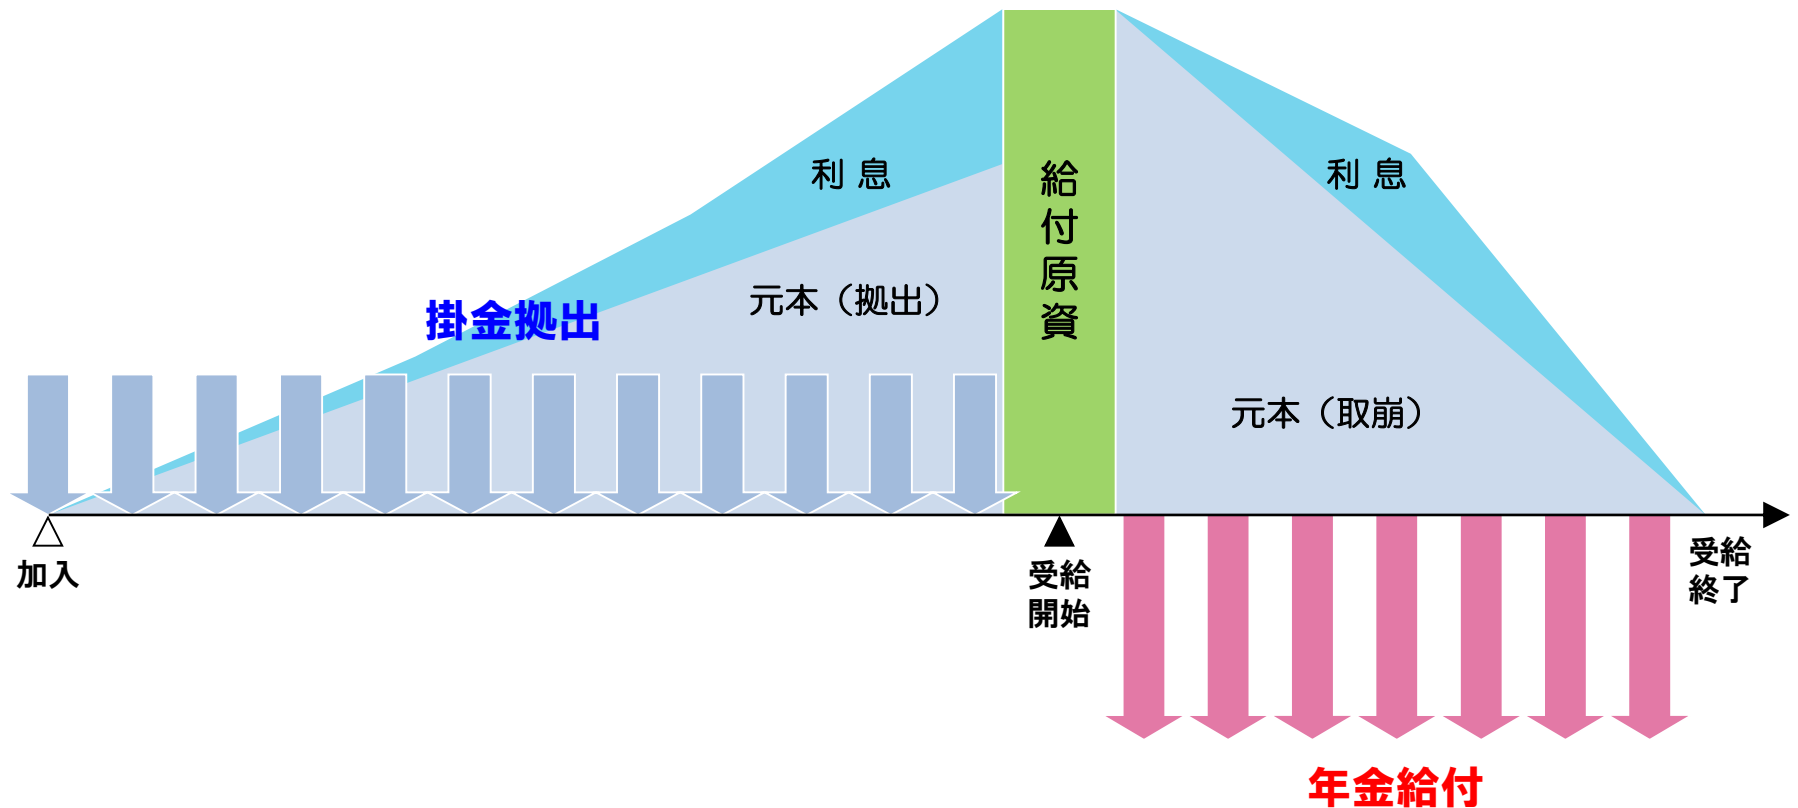 利 息
利 息
給付原資
元本（拠出）
掛金拠出
元本（取崩）
加入
受給
開始
受給
終了
年金給付